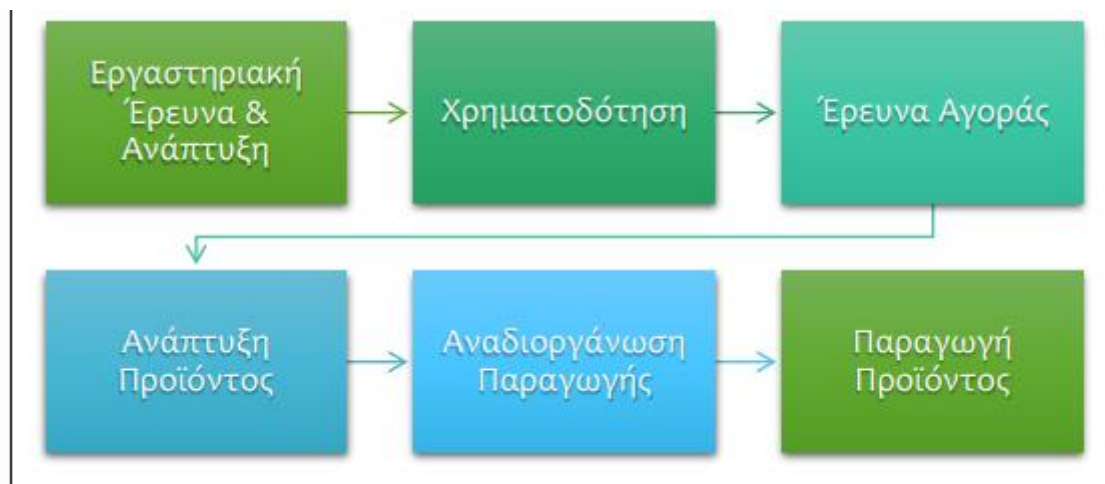 Εργαστηριακή
Έρευνα &
Ανάπτυξη
Χρηματοδότηση
Έρευνα Αγοράς
Ανάπτυξη
Προϊόντος
Αναδιοργάνωση
Παραγωγής
Παραγωγή
Προϊόντος